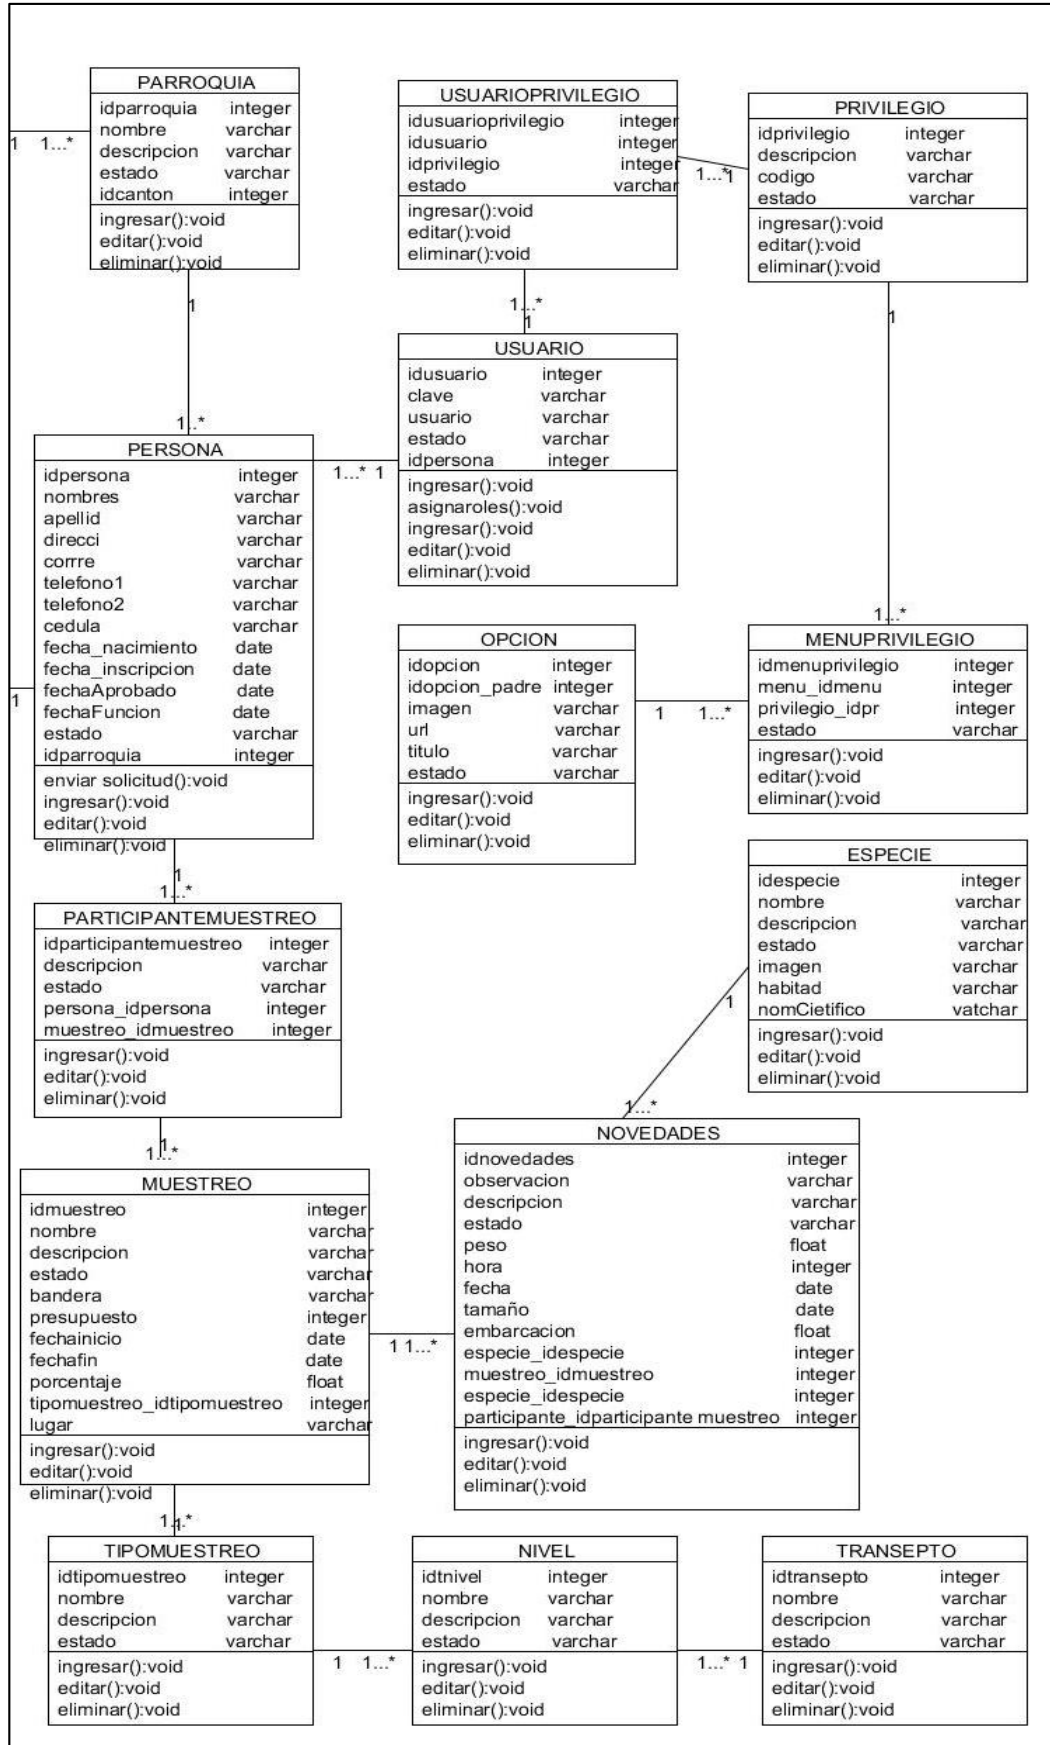 PARROQUIA
idparroquia integer
nombre varchar
descripcion varchar
estado varchar
idcanton integer
ingresar():void
editar():void
eliminar():void
1 1...*
USUARIOPRIVILEGIO
idusuarioprivilegio integer
idusuario integer
idprivilegio integer
estado varchar
ingresar():void
editar():void
eliminar():void
1...* 1
PRIVILEGIO
idprivilegio integer
descripcion varchar
codigo varchar
estado varchar
ingresar():void
editar():void
eliminar():void
1
1..*
1...*
1
1
1...*
USUARIO
idusuario integer
clave varchar
usuario varchar
estado varchar
idpersona integer
ingresar():void
asignaroles():void
ingresar():void
editar():void
eliminar():void
1...* 1
PERSONA
idpersona integer
nombres varchar
apellid varchar
direcci varchar
corrre varchar
telefono1 varchar
telefono2 varchar
cedula varchar
fecha_nacimiento date
fecha_inscripcion date
fechaAprobado date
fechaFuncion date
estado varchar
idparroquia integer
enviar solicitud():void
ingresar():void
editar():void
eliminar():void
1
OPCION
idopcion integer
idopcion_padre integer
imagen varchar
url varchar
titulo varchar
estado varchar
ingresar():void
editar():void
eliminar():void
1 1...*
MENUPRIVILEGIO
idmenuprivilegio integer
menu_idmenu integer
privilegio_idpr integer
estado varchar
ingresar():void
editar():void
eliminar():void
ESPECIE
idespecie integer
nombre varchar
descripcion varchar
estado varchar
imagen varchar
habitad varchar
nomCietifico vatchar
ingresar():void
editar():void
eliminar():void
1
1...*
1
1...*
PARTICIPANTEMUESTREO
idparticipantemuestreo integer
descripcion varchar
estado varchar
persona_idpersona integer
muestreo_idmuestreo integer
ingresar():void
editar():void
eliminar():void
1
1...*
MUESTREO
idmuestreo integer
nombre varchar
descripcion varchar
estado varchar
bandera varchar
presupuesto integer
fechainicio date
fechafin date
porcentaje float
tipomuestreo_idtipomuestreo integer
lugar varchar
ingresar():void
editar():void
eliminar():void
1 1...*
NOVEDADES
idnovedades integer
observacion varchar
descripcion varchar
estado varchar
peso float
hora integer
fecha date
tamaño date
embarcacion float
especie_idespecie integer
muestreo_idmuestreo integer
especie_idespecie integer
participante_idparticipante muestreo integer
ingresar():void
editar():void
eliminar():void
1...*
1
TIPOMUESTREO
idtipomuestreo integer
nombre varchar
descripcion varchar
estado varchar
ingresar():void
editar():void
eliminar():void
1 1...*
NIVEL
idtnivel integer
nombre varchar
descripcion varchar
estado varchar
ingresar():void
editar():void
eliminar():void
1...* 1
TRANSEPTO
idtransepto integer
nombre varchar
descripcion varchar
estado varchar
ingresar():void
editar():void
eliminar():void